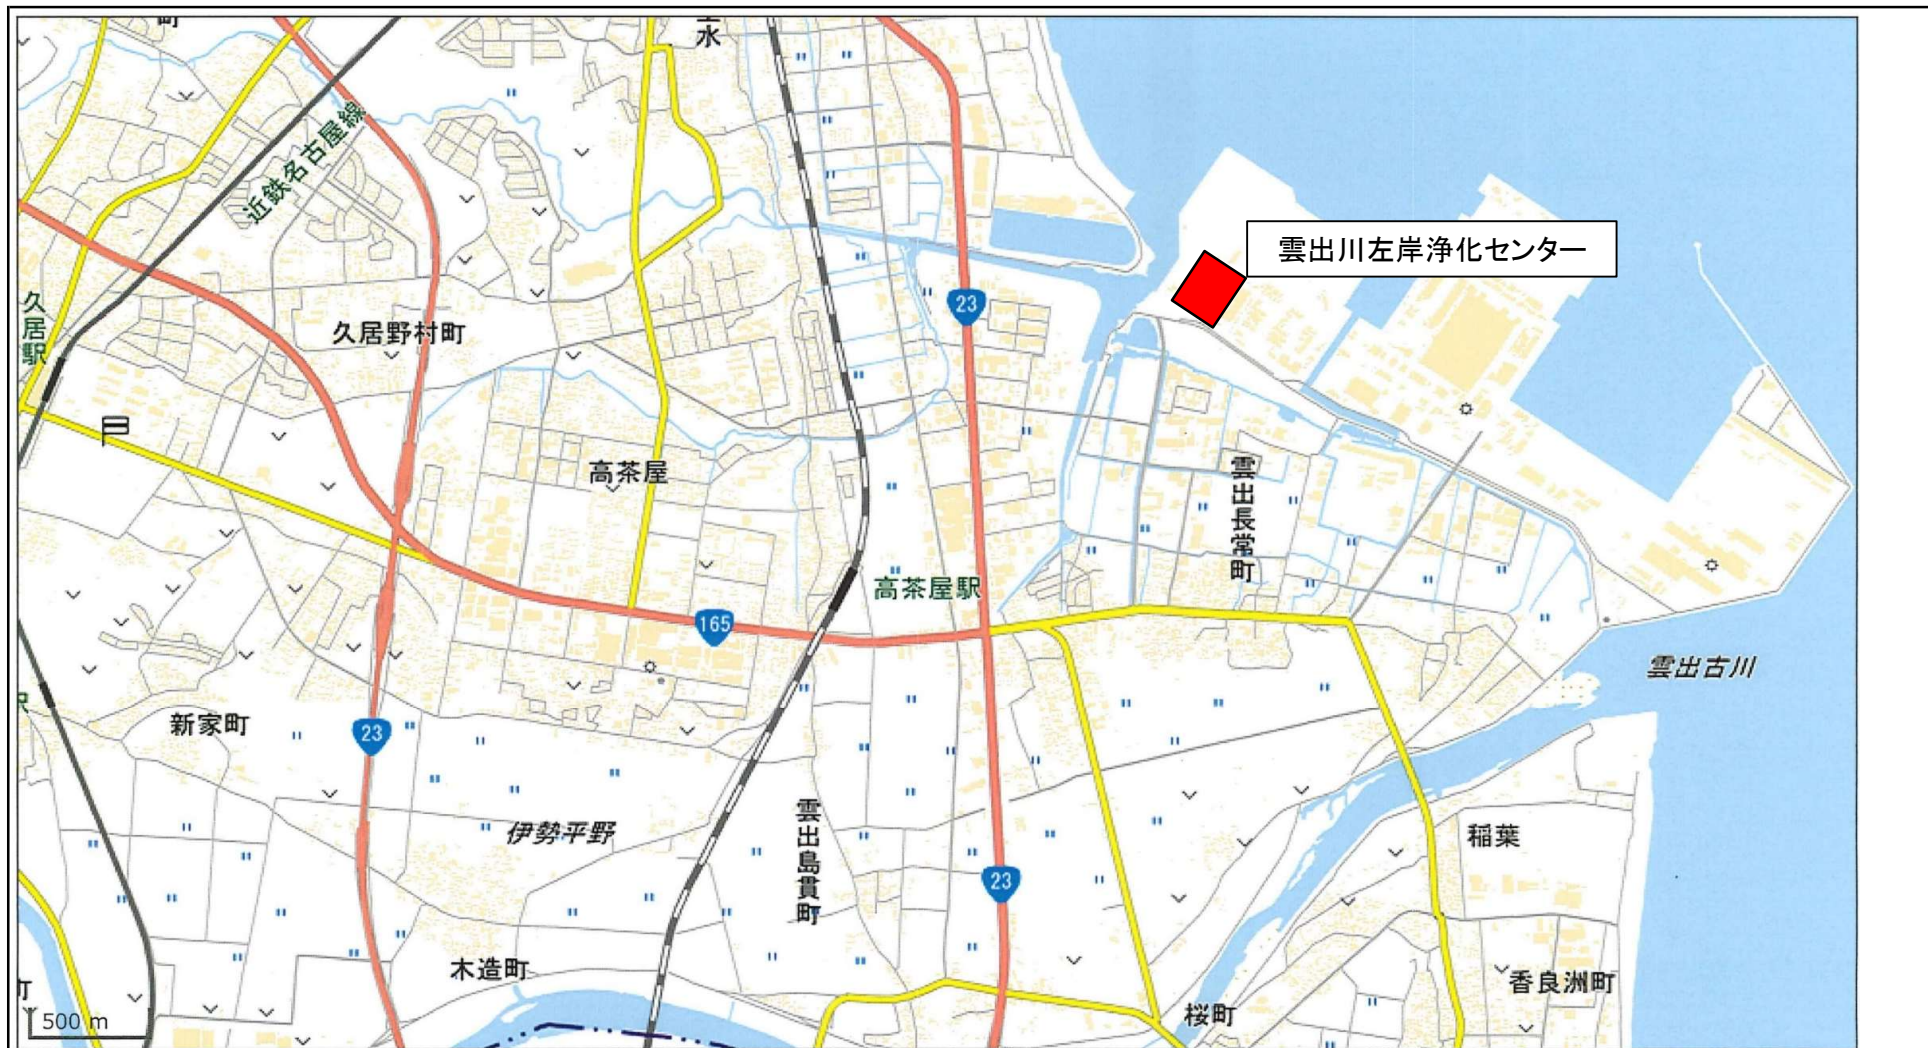 町
水
近鉄名古屋線
雲出川左岸浄化センター
23
久居駅
久居野村町
高茶屋
雲出長常町
高茶屋駅
165
雲出古川
新家町
23
伊勢平野
雲出島貫町
稲葉
23
木造町
香良洲町
桜町
町
500 m